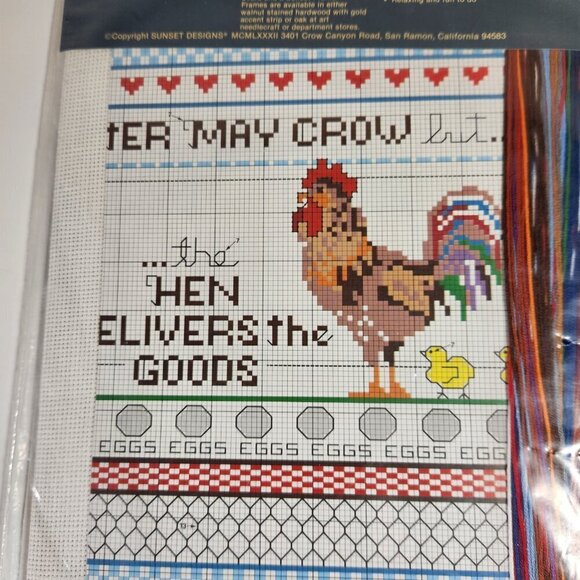 Frames are available in either
walnut stained hardwood with gold
accent strip or oak at art
needlecraft or department stores.
• Relaxing and fun to do
©Copyright SUNSET DESIGNS® MCMLXXXII 3401 Crow Canyon Road, San Ramon, California 94583
TER MAY CROW but...
...the
HEN
ELIVERS the
GOODS
EGGS EGGS EGGS EGGS EGGS EGGS EGGS
13